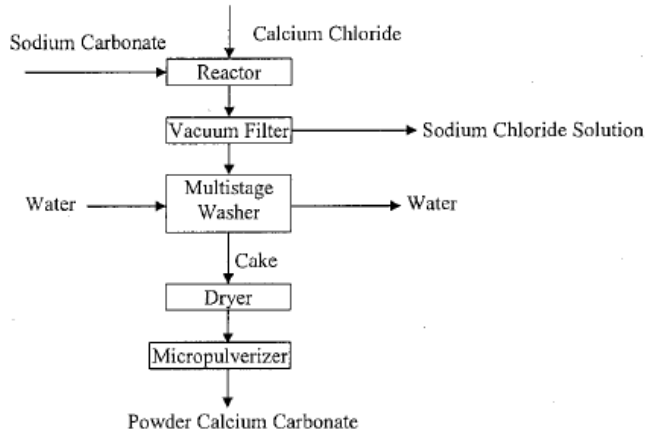 Calcium Chloride
Sodium Carbonate
Reactor
Vacuum Filter
Sodium Chloride Solution
Multistage
Washer
Water
Water
Cake
Dryer
Micropulverizer
Powder Calcium Carbonate